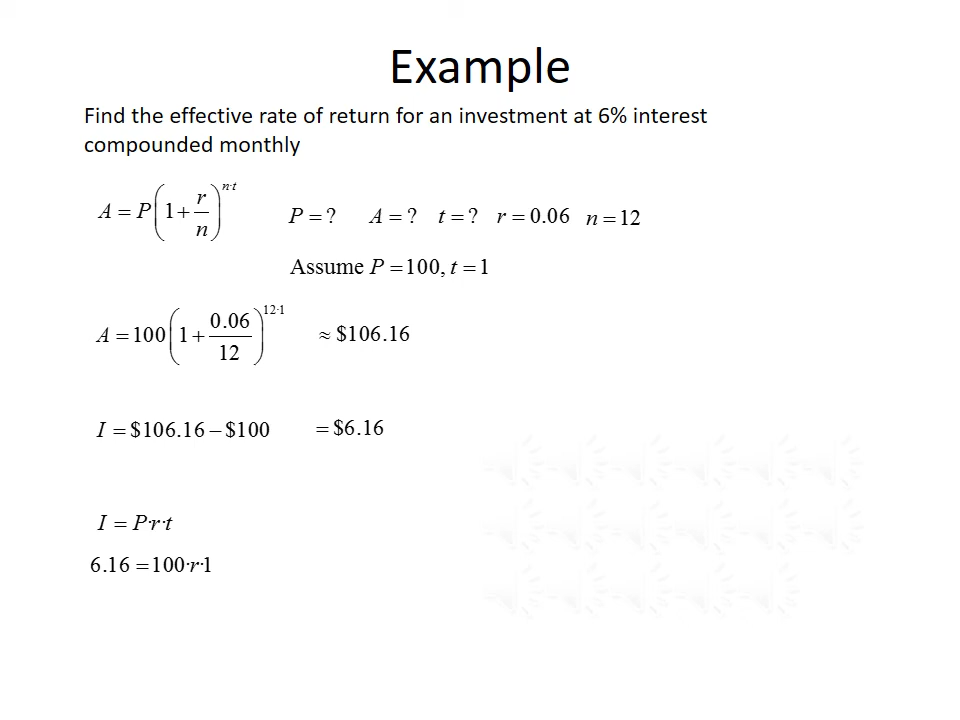 Example
Find the effective rate of return for an investment at 6% interest
compounded monthly
A = P(1 + r/n)^{n·t}
P = ? A = ? t = ? r = 0.06 n = 12
Assume P = 100, t = 1
A = 100(1 + 0.06/12)^{12·1} ≈ $106.16
I = $106.16 − $100 = $6.16
I = P·r·t
6.16 = 100·r·1